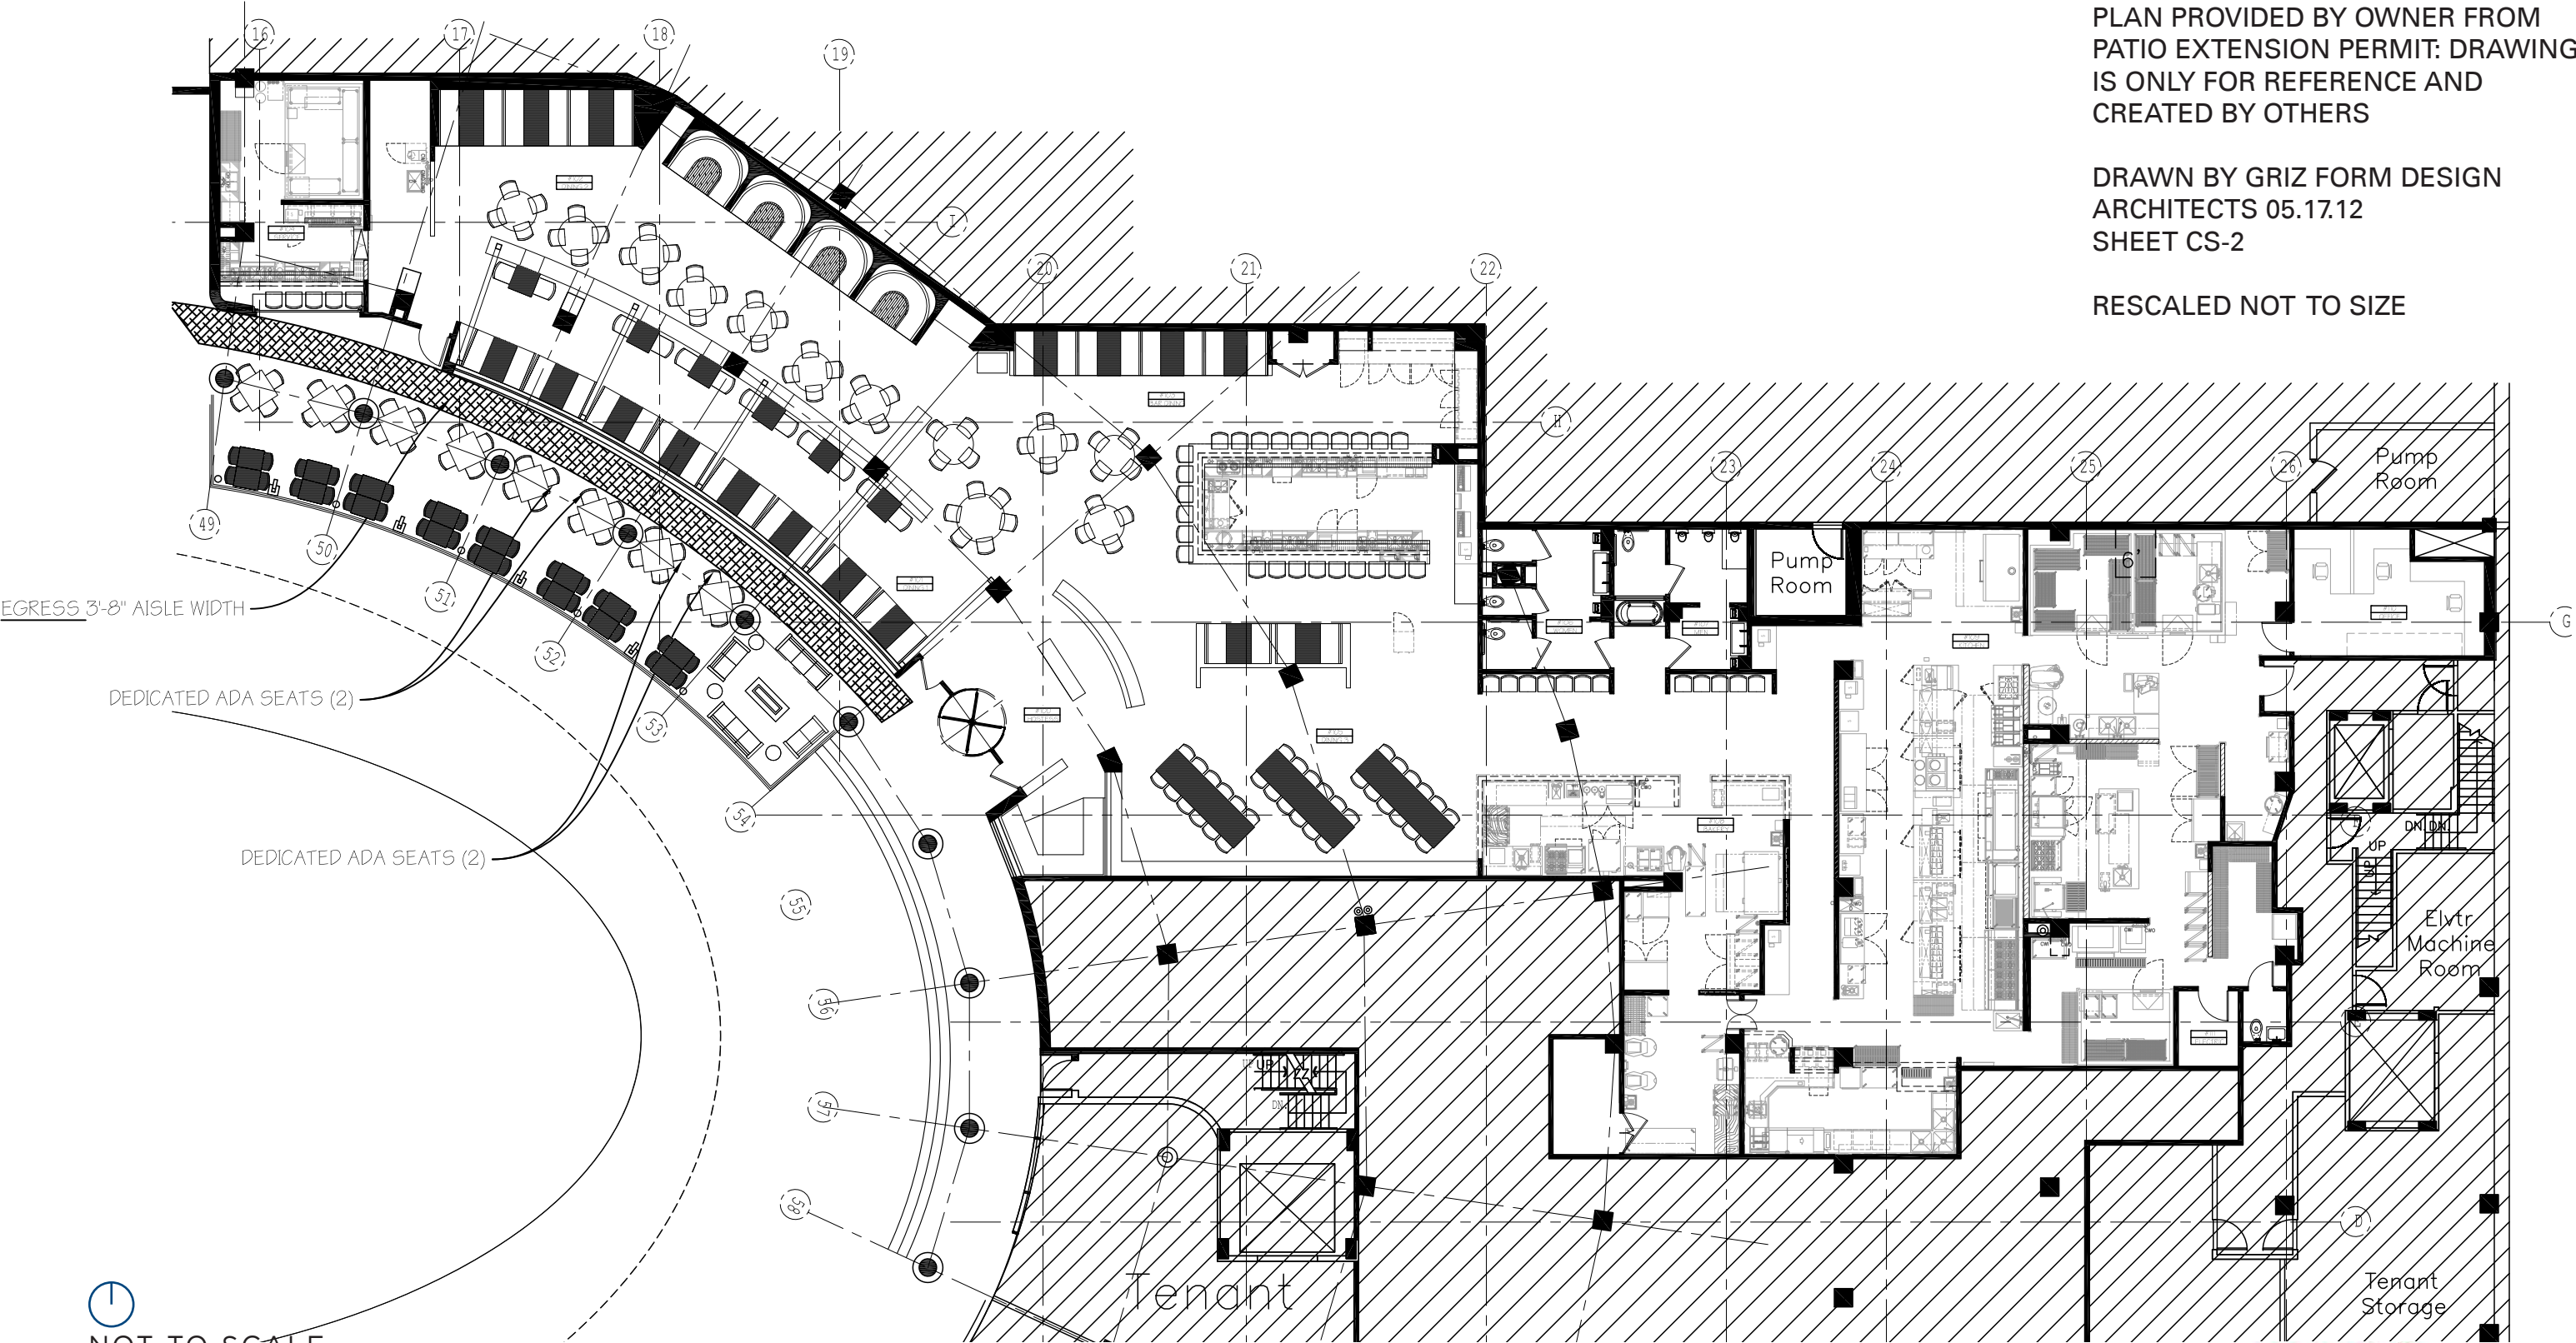 PLAN PROVIDED BY OWNER FROM
PATIO EXTENSION PERMIT: DRAWING
IS ONLY FOR REFERENCE AND
CREATED BY OTHERS
DRAWN BY GRIZ FORM DESIGN
ARCHITECTS 05.17.12
SHEET CS-2
RESCALED NOT TO SIZE
16
17
18
19
I
20
21
22
H
23
24
25
26
Pump
Room
6'
Pump
Room
G
49
50
51
52
53
54
EGRESS 3'-8" AISLE WIDTH
DEDICATED ADA SEATS (2)
DEDICATED ADA SEATS (2)
55
56
57
58
DN
DN
UP
UP
Elvtr
Machine
Room
UP
DN
D
Tenant
Tenant
Storage
NOT TO SCALE